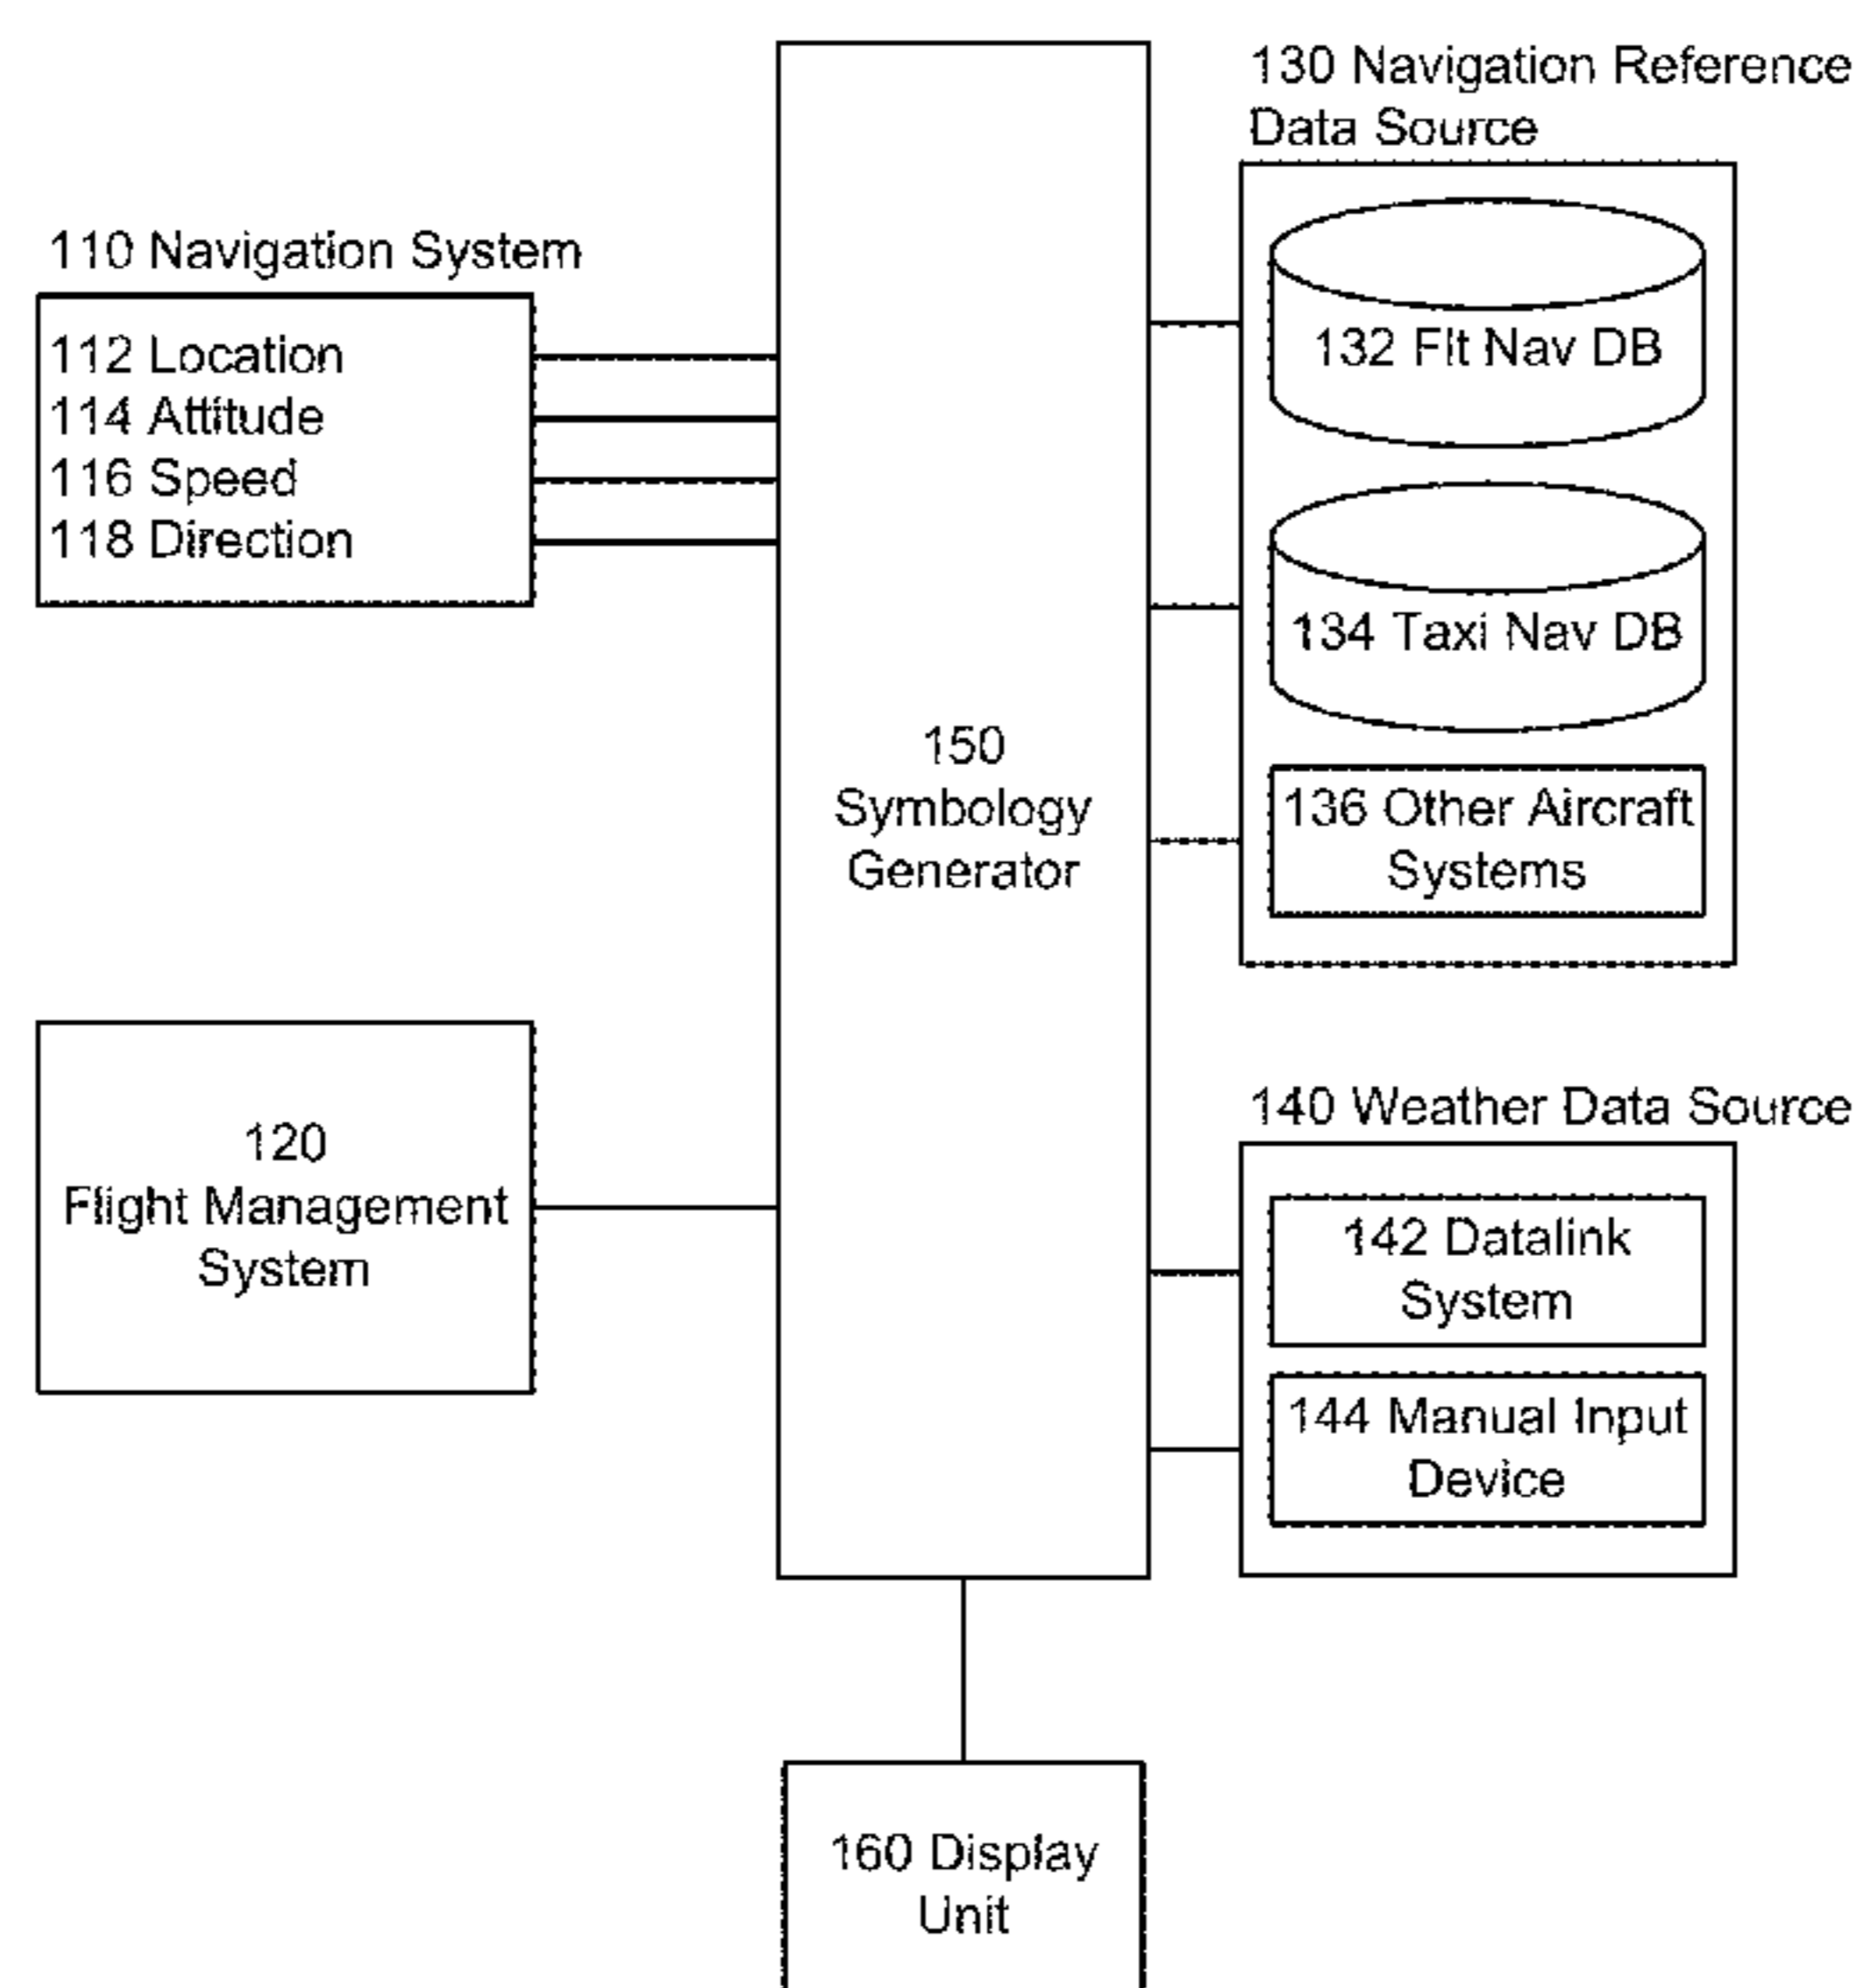 130 Navigation Reference
Data Source
110 Navigation System
112 Location
114 Attitude
116 Speed
118 Direction
132 Flt Nav DB
134 Taxi Nav DB
150
Symbology
Generator
136 Other Aircraft
Systems
120
Flight Management
System
140 Weather Data Source
142 Datalink
System
144 Manual Input
Device
160 Display
Unit